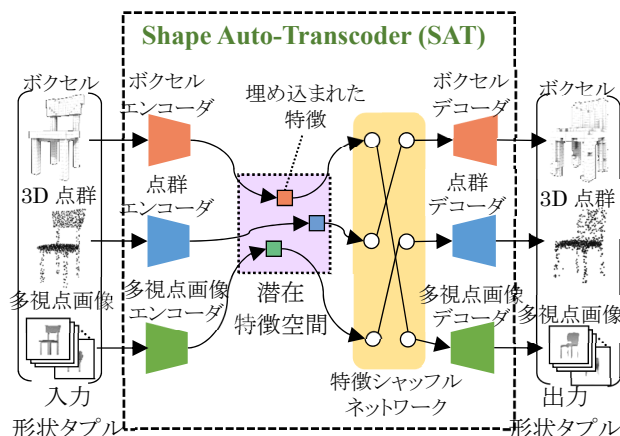 Shape Auto-Transcoder (SAT)
ボクセル
3D 点群
多視点画像
入力
形状タプル
ボクセル
エンコーダ
点群
エンコーダ
多視点画像
エンコーダ
埋め込まれた
特徴
潜在
特徴空間
特徴シャッフル
ネットワーク
ボクセル
デコーダ
点群
デコーダ
多視点画像
デコーダ
ボクセル
3D 点群
多視点画像
出力
形状タプル